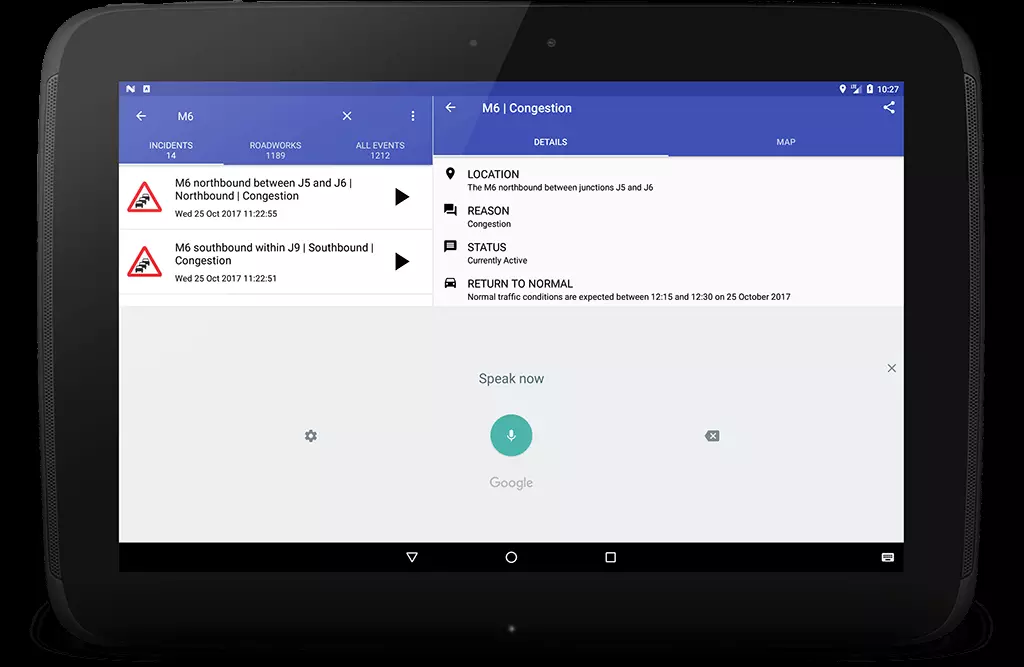 10:27
M6
INCIDENTS
14
ROADWORKS
1189
ALL EVENTS
1212
M6 northbound between J5 and J6 |
Northbound | Congestion
Wed 25 Oct 2017 11:22:55
M6 southbound within J9 | Southbound |
Congestion
Wed 25 Oct 2017 11:22:51
M6 | Congestion
DETAILS
MAP
LOCATION
The M6 northbound between junctions J5 and J6
REASON
Congestion
STATUS
Currently Active
RETURN TO NORMAL
Normal traffic conditions are expected between 12:15 and 12:30 on 25 October 2017
Speak now
Google